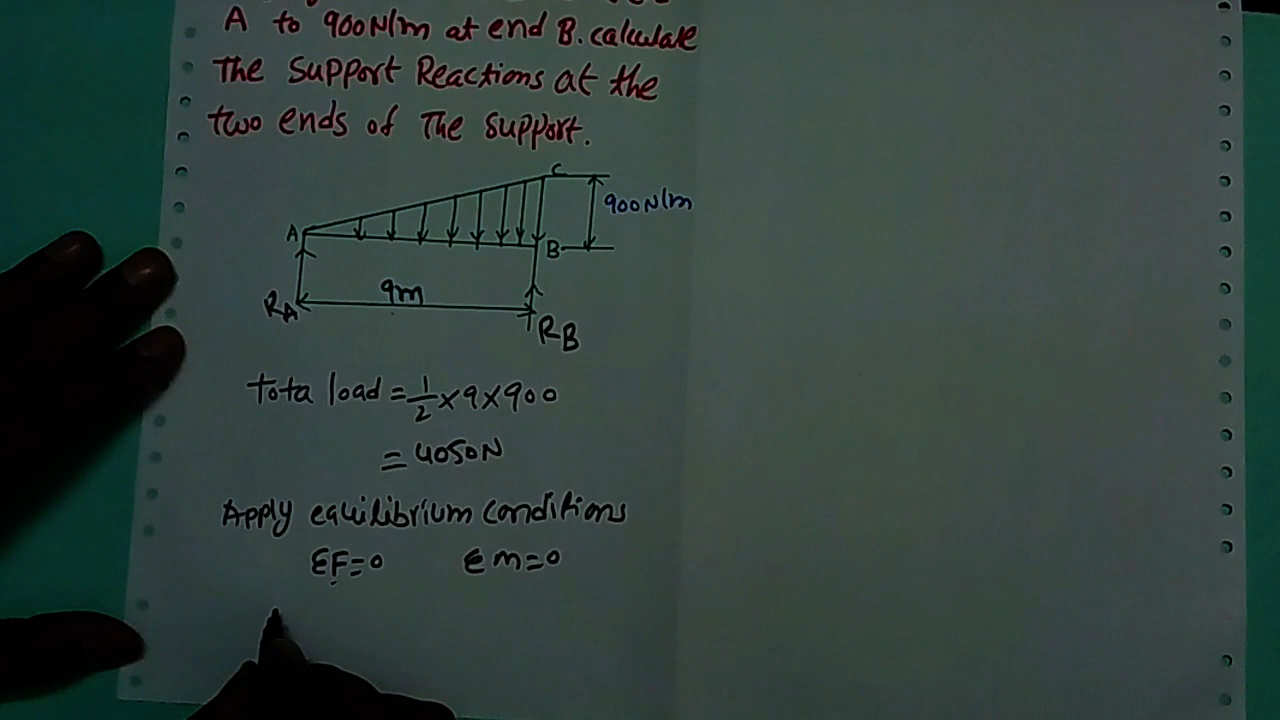 A to 900N/m at end B. calculate
The Support Reactions at the
two ends of The Support.
C
900N/m
A
B
9m
RA
RB
Tota load = 1/2 x 9 x 900
= 4050N
Apply equilibrium conditions
ΣF=0 Σm=0